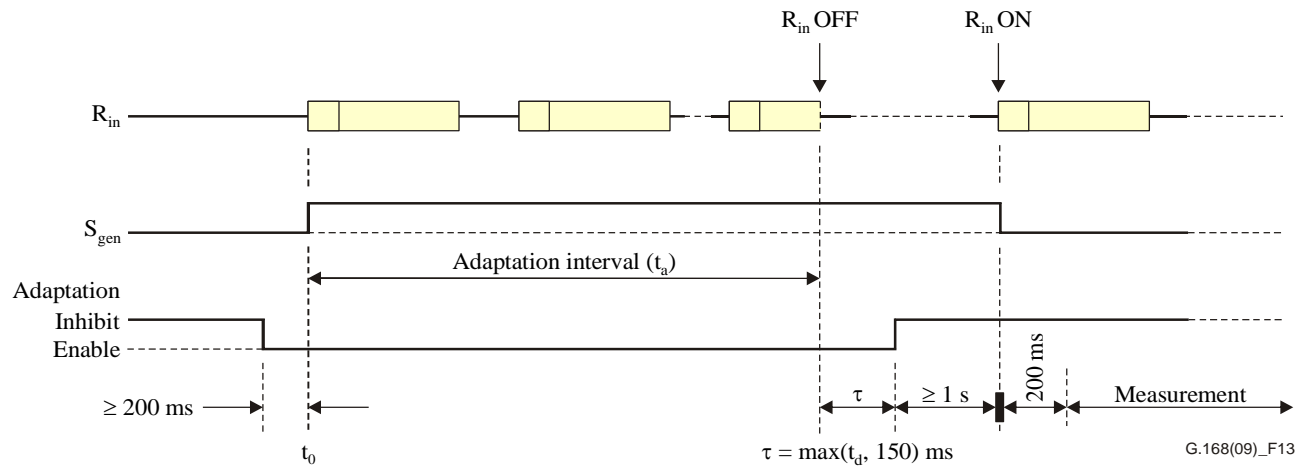 R_in OFF
R_in ON
R_in
S_gen
Adaptation interval (t_a)
Adaptation
Inhibit
Enable
≥ 200 ms
τ
≥ 1 s
200 ms
Measurement
t_0
τ = max(t_d, 150) ms
G.168(09)_F13